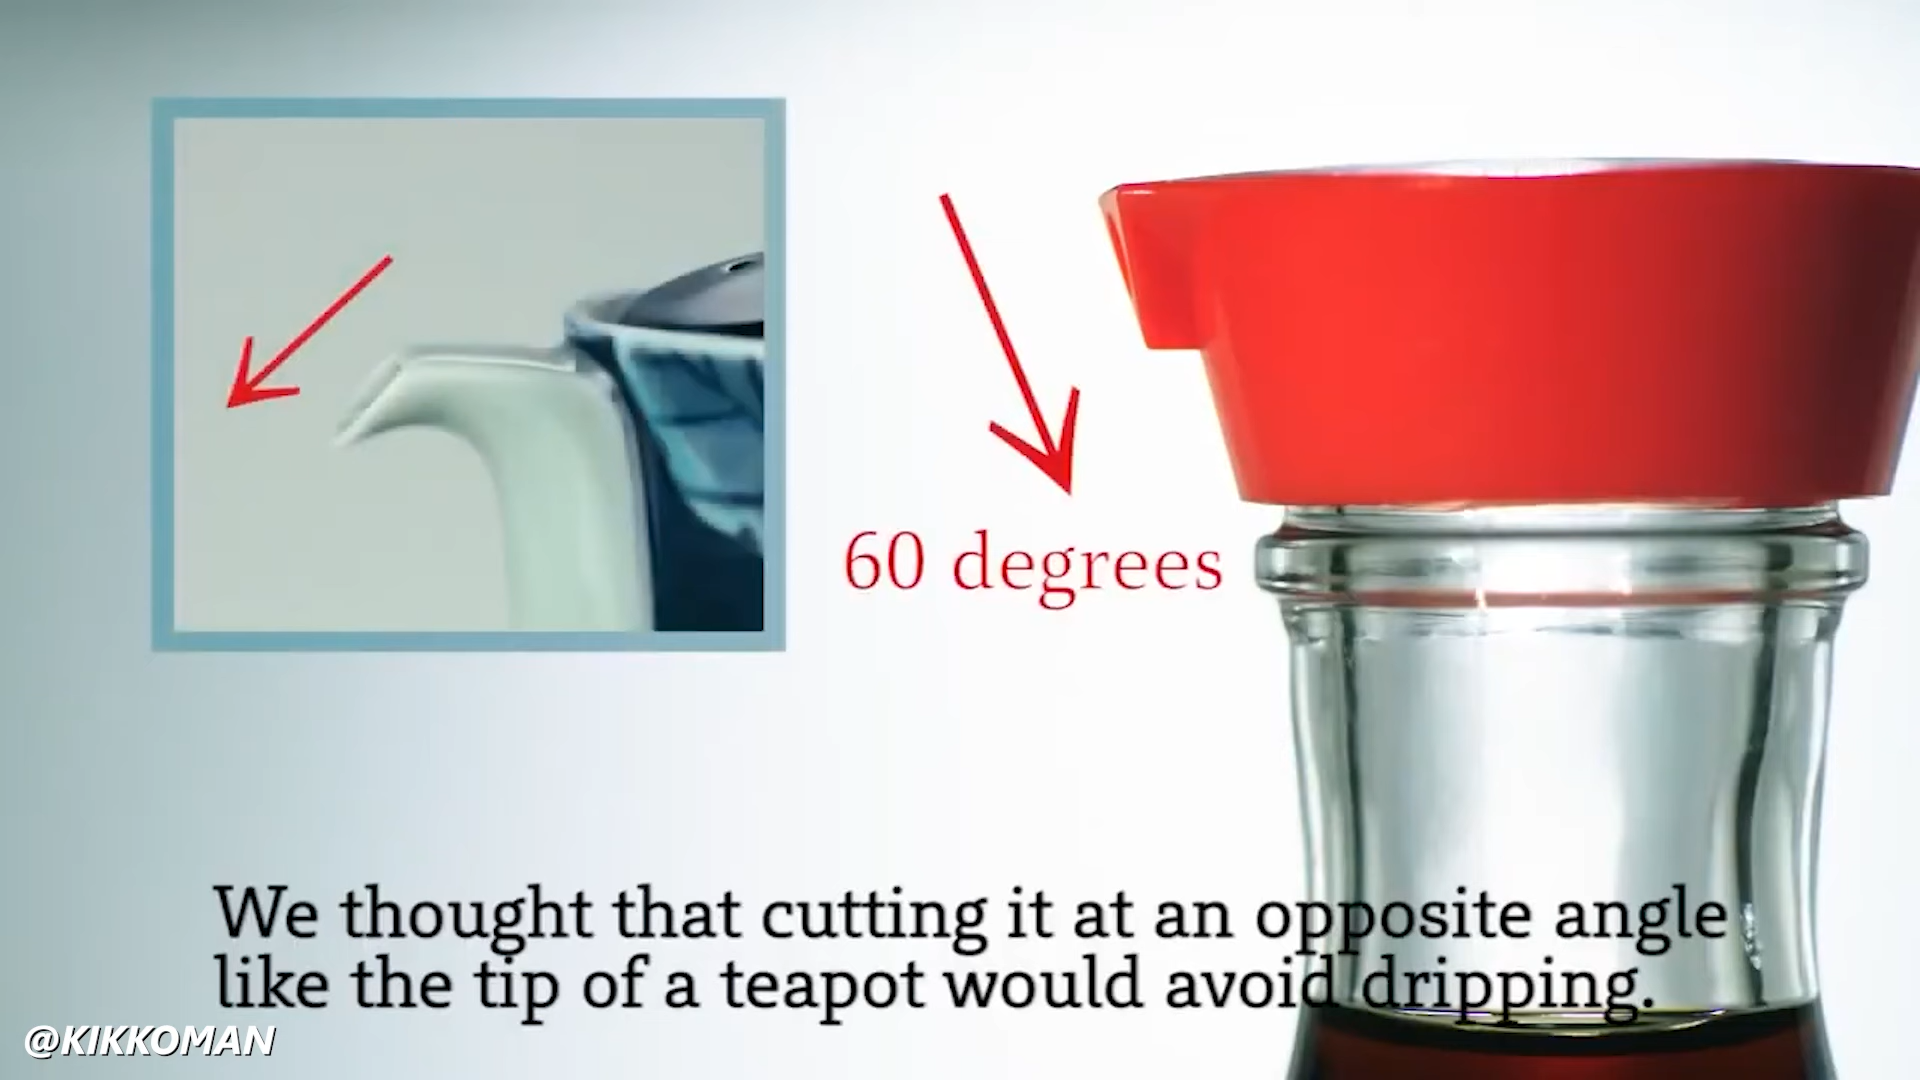 60 degrees
We thought that cutting it at an opposite angle
like the tip of a teapot would avoid dripping.
@KIKKOMAN